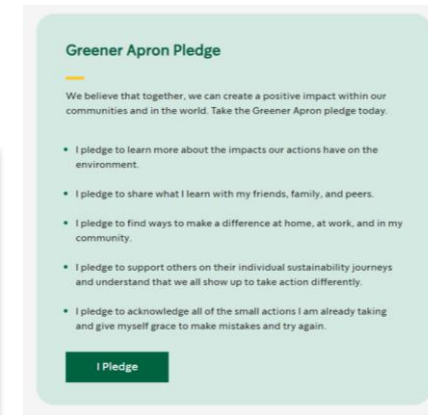 Greener Apron Pledge
We believe that together, we can create a positive impact within our
communities and in the world. Take the Greener Apron pledge today.
• I pledge to learn more about the impacts our actions have on the
environment.
• I pledge to share what I learn with my friends, family, and peers.
• I pledge to find ways to make a difference at home, at work, and in my
community.
• I pledge to support others on their individual sustainability journeys
and understand that we all show up to take action differently.
• I pledge to acknowledge all of the small actions I am already taking
and give myself grace to make mistakes and try again.
I Pledge